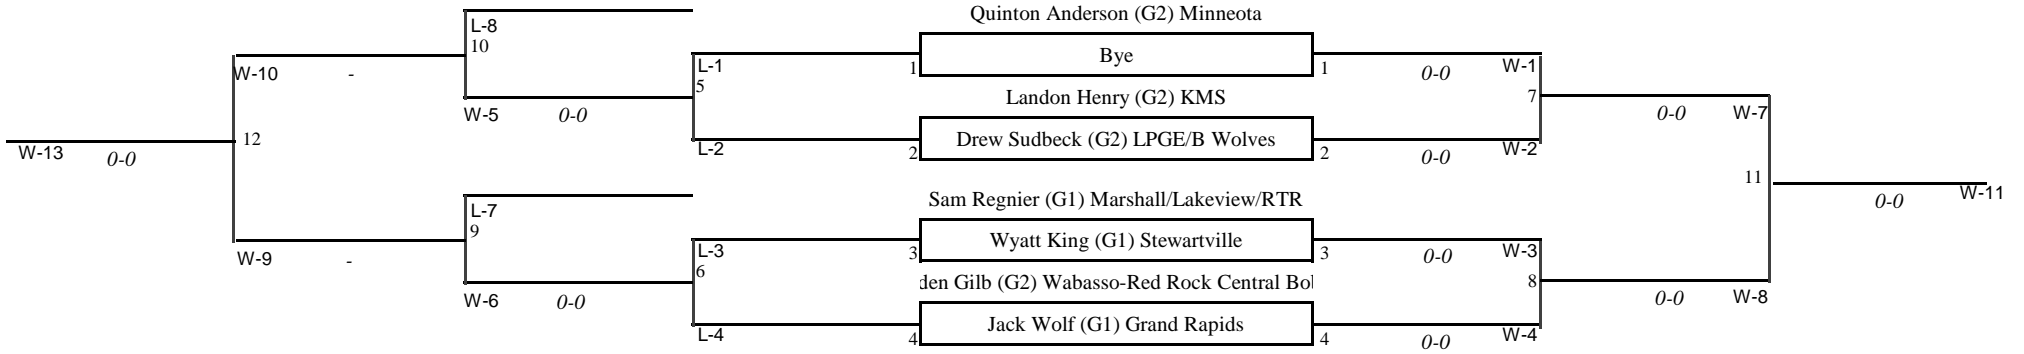 Quinton Anderson (G2) Minneota
L-8
10
Bye
W-10 -
L-1
1 1 0-0 W-1
5
7
Landon Henry (G2) KMS
W-5 0-0
0-0 W-7
12
Drew Sudbeck (G2) LPGE/B Wolves
W-13 0-0
L-2
2 2 0-0 W-2
11
Sam Regnier (G1) Marshall/Lakeview/RTR
0-0 W-11
L-7
9
Wyatt King (G1) Stewartville
W-9 -
L-3
3 3 0-0 W-3
6
8
den Gilb (G2) Wabasso-Red Rock Central Bo
W-6 0-0
0-0 W-8
Jack Wolf (G1) Grand Rapids
L-4
4 4 0-0 W-4